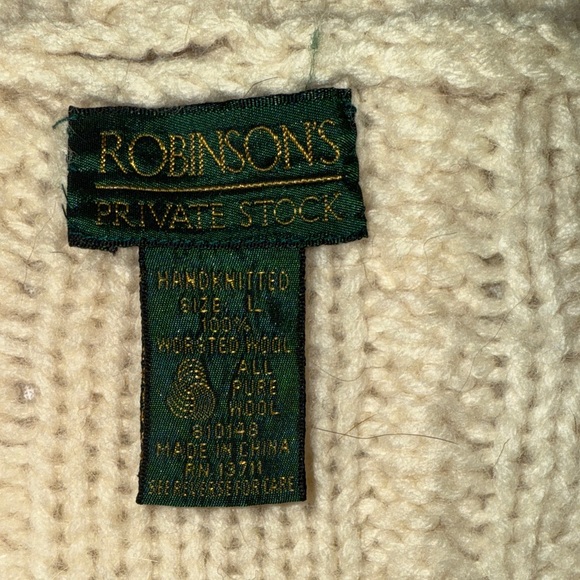 ROBINSON'S
PRIVATE STOCK
HANDKNITTED
SIZE: L
100%
WORSTED WOOL
ALL
PURE
WOOL
810148
MADE IN CHINA
RN 13711
SEE REVERSE FOR CARE